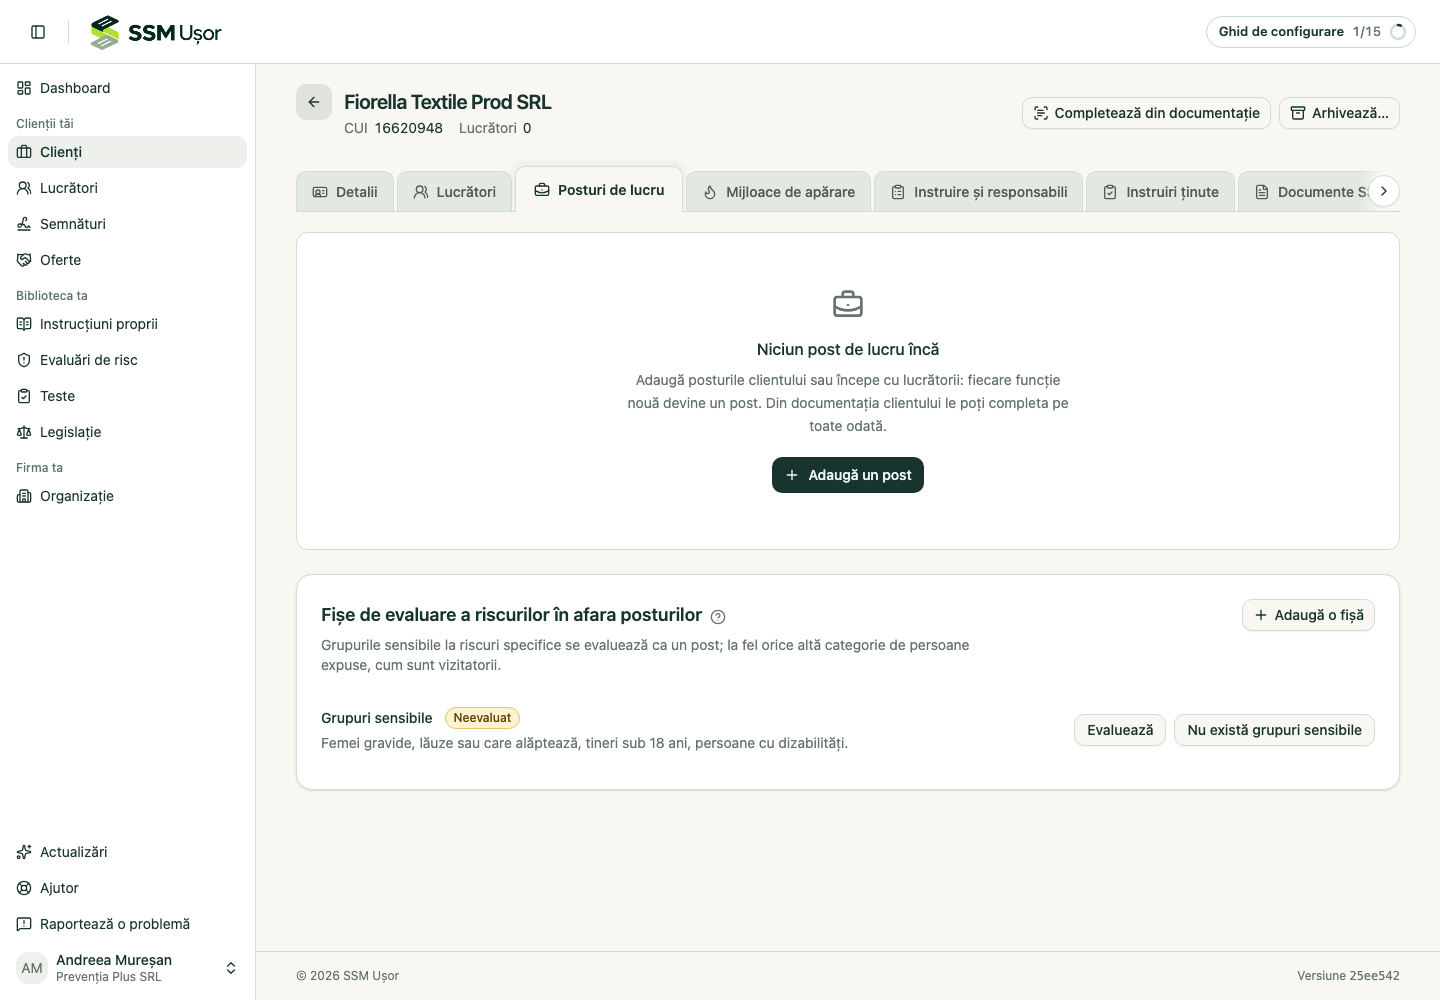 SSM Ușor
Ghid de configurare 1/15
Dashboard
Clienții tăi
Clienți
Lucrători
Semnături
Oferte
Biblioteca ta
Instrucțiuni proprii
Evaluări de risc
Teste
Legislație
Firma ta
Organizație
Actualizări
Ajutor
Raportează o problemă
AM
Andreea Mureșan
Prevenția Plus SRL
Fiorella Textile Prod SRL
CUI 16620948 Lucrători 0
Completează din documentație
Arhivează...
Detalii
Lucrători
Posturi de lucru
Mijloace de apărare
Instruire și responsabili
Instruiri ținute
Documente S
Niciun post de lucru încă
Adaugă posturile clientului sau începe cu lucrătorii: fiecare funcție
nouă devine un post. Din documentația clientului le poți completa pe
toate odată.
Adaugă un post
Fișe de evaluare a riscurilor în afara posturilor
Adaugă o fișă
Grupurile sensibile la riscuri specifice se evaluează ca un post; la fel orice altă categorie de persoane
expuse, cum sunt vizitatorii.
Grupuri sensibile Neevaluat
Femei gravide, lăuze sau care alăptează, tineri sub 18 ani, persoane cu dizabilități.
Evaluează
Nu există grupuri sensibile
© 2026 SSM Ușor
Versiune 25ee542